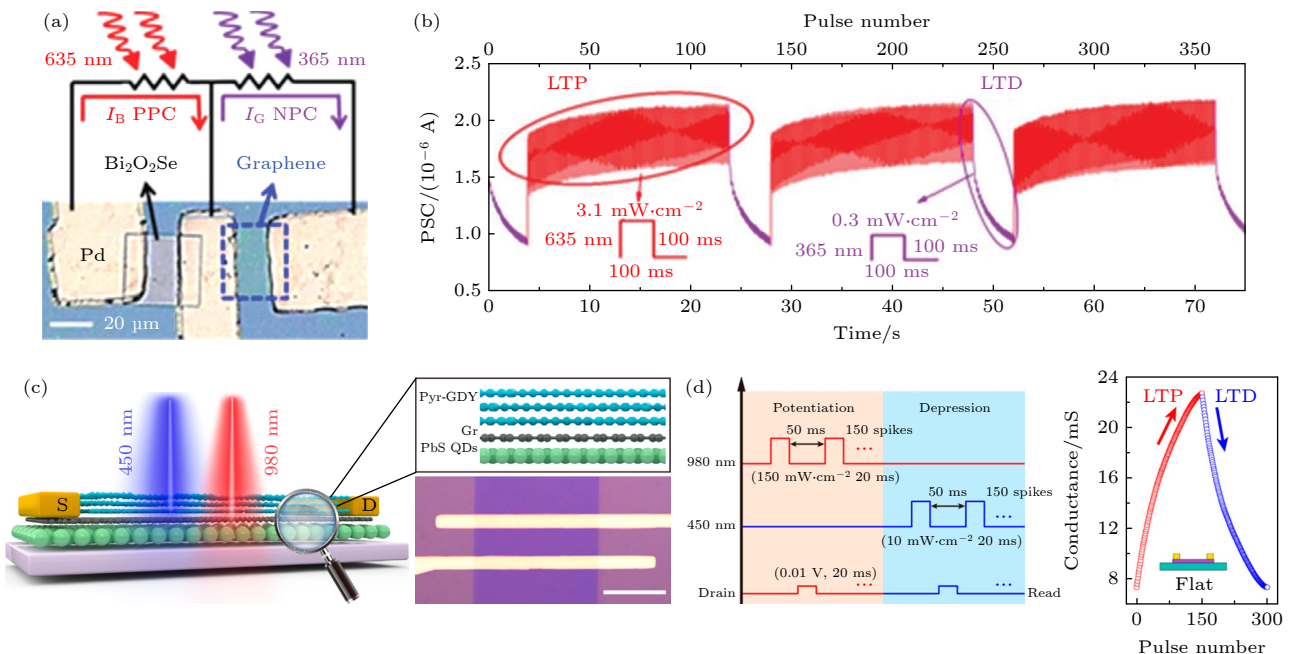 (a)
635 nm
365 nm
I_B PPC
I_G NPC
Bi₂O₂Se
Graphene
Pd
20 µm
(b)
Pulse number
0 50 100 150 200 250 300 350
2.5
2.0
1.5
1.0
0.5
PSC/(10⁻⁶ A)
LTP
LTD
3.1 mW·cm⁻²
635 nm
100 ms
100 ms
0.3 mW·cm⁻²
365 nm
100 ms
100 ms
0 10 20 30 40 50 60 70
Time/s
(c)
450 nm
980 nm
S
D
Pyr-GDY
Gr
PbS QDs
(d)
Potentiation
Depression
50 ms
150 spikes
...
980 nm
(150 mW·cm⁻² 20 ms)
50 ms
150 spikes
...
450 nm
(10 mW·cm⁻² 20 ms)
(0.01 V, 20 ms)
...
...
Drain
Read
24
20
16
12
8
Conductance/mS
LTP
LTD
Flat
0 150 300
Pulse number